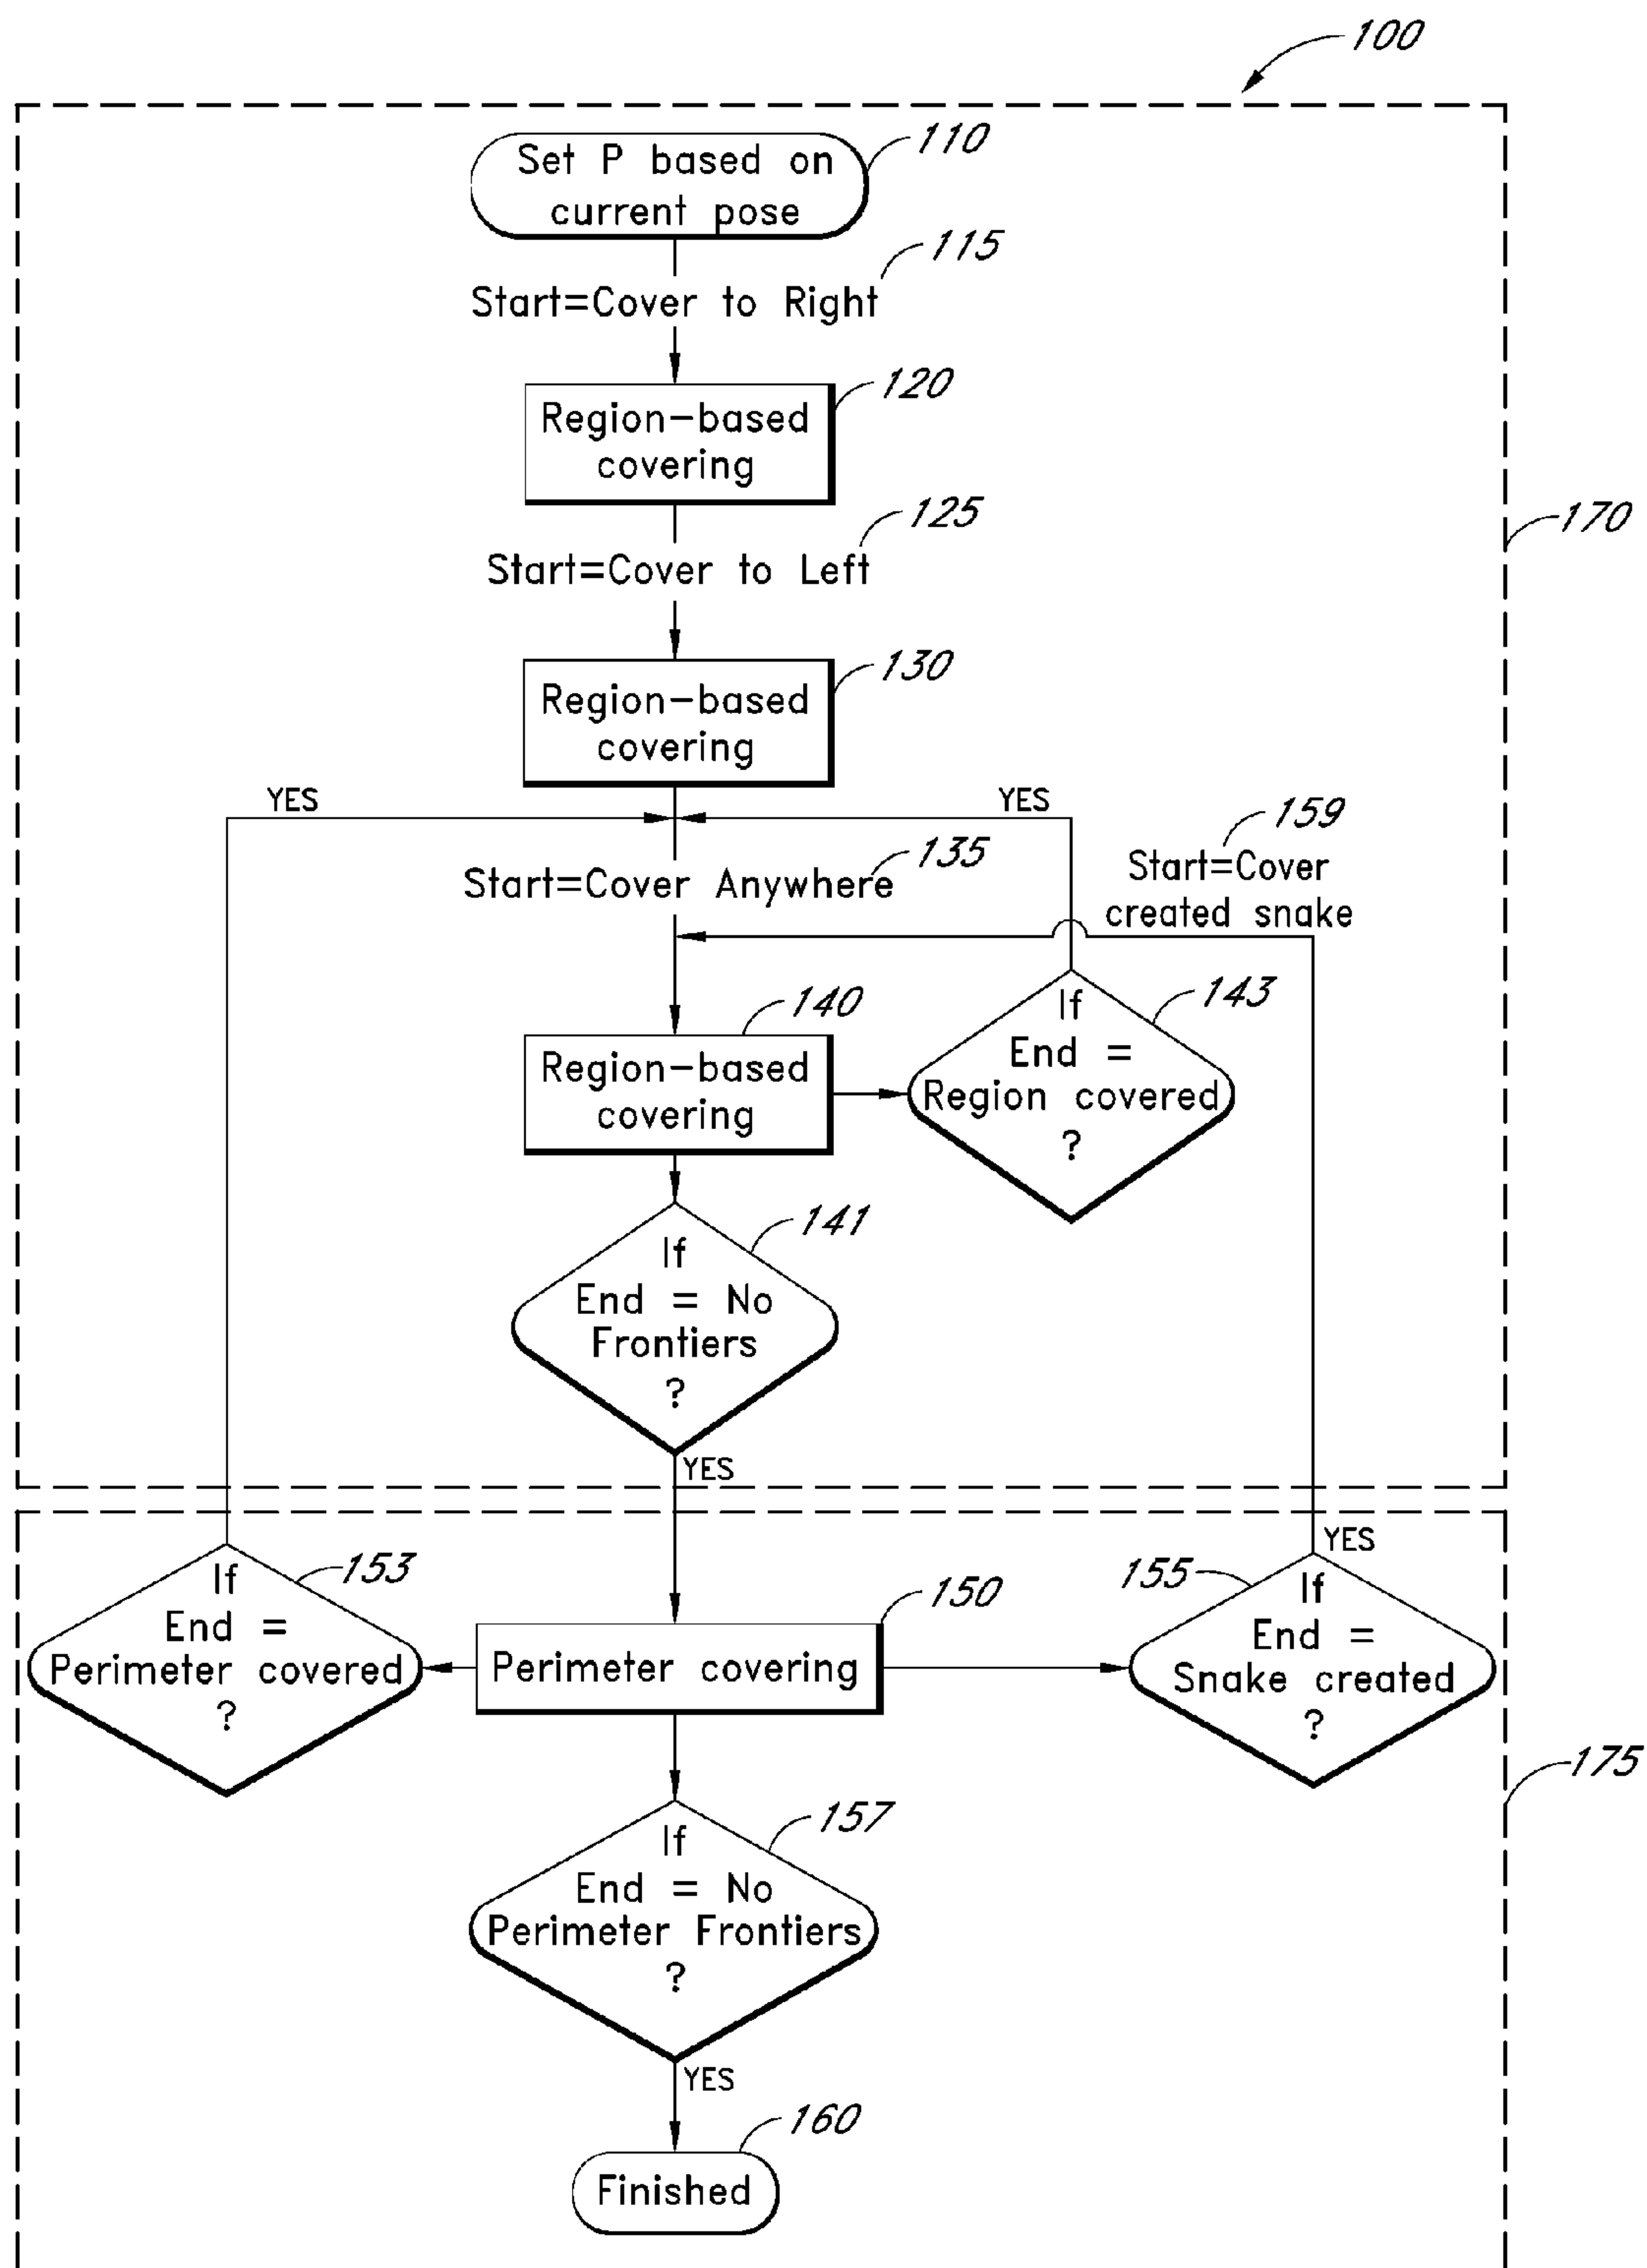 100
110
Set P based on
current pose
115
Start=Cover to Right
120
Region-based
covering
125
Start=Cover to Left
170
130
Region-based
covering
YES
YES
159
Start=Cover
created snake
135
Start=Cover Anywhere
140
Region-based
covering
143
If
End =
Region covered
?
141
If
End = No
Frontiers
?
YES
153
If
End =
Perimeter covered
?
150
Perimeter covering
YES
155
If
End =
Snake created
?
175
157
If
End = No
Perimeter Frontiers
?
YES
160
Finished